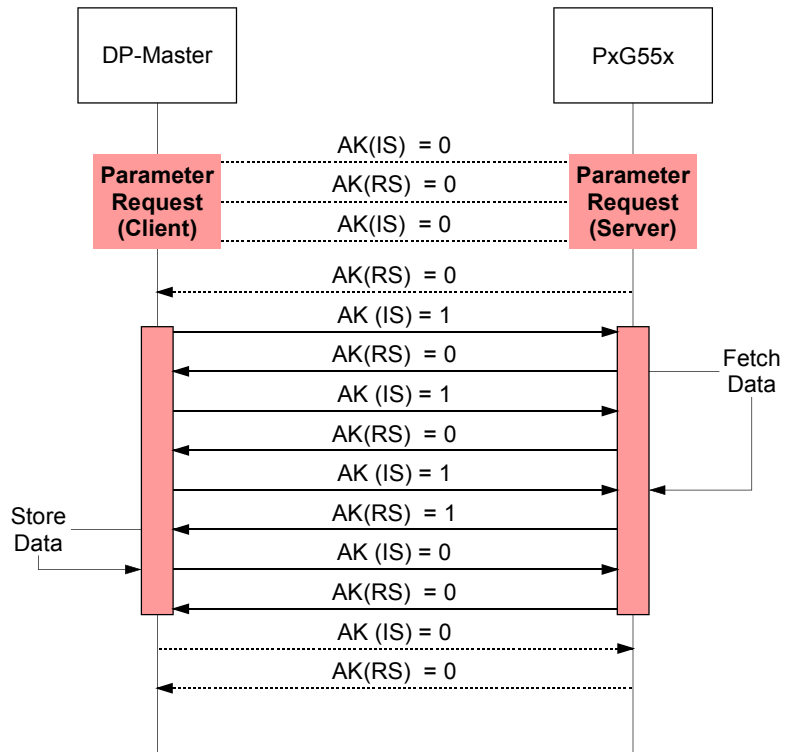 DP-Master
PxG55x
AK(IS) = 0
Parameter
Request
(Client)
AK(RS) = 0
Parameter
Request
(Server)
AK(IS) = 0
AK(RS) = 0
AK (IS) = 1
AK(RS) = 0
Fetch
Data
AK (IS) = 1
AK(RS) = 0
AK (IS) = 1
AK(RS) = 1
Store
Data
AK (IS) = 0
AK(RS) = 0
AK (IS) = 0
AK(RS) = 0